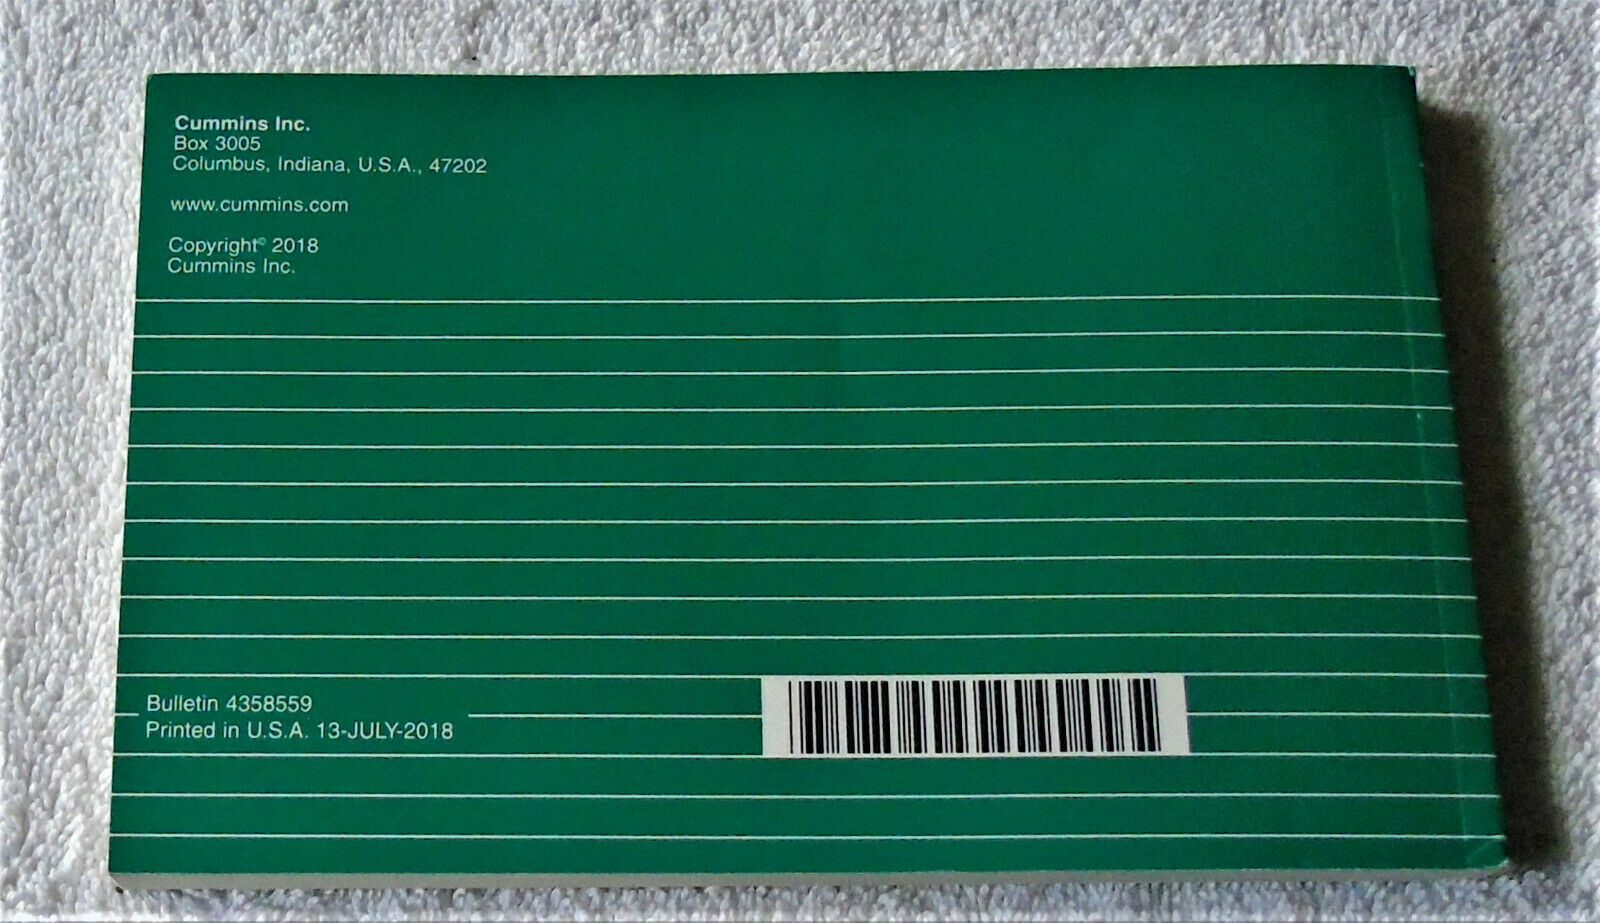 Cummins Inc.
Box 3005
Columbus, Indiana, U.S.A., 47202
www.cummins.com
Copyright© 2018
Cummins Inc.
Bulletin 4358559
Printed in U.S.A. 13-JULY-2018